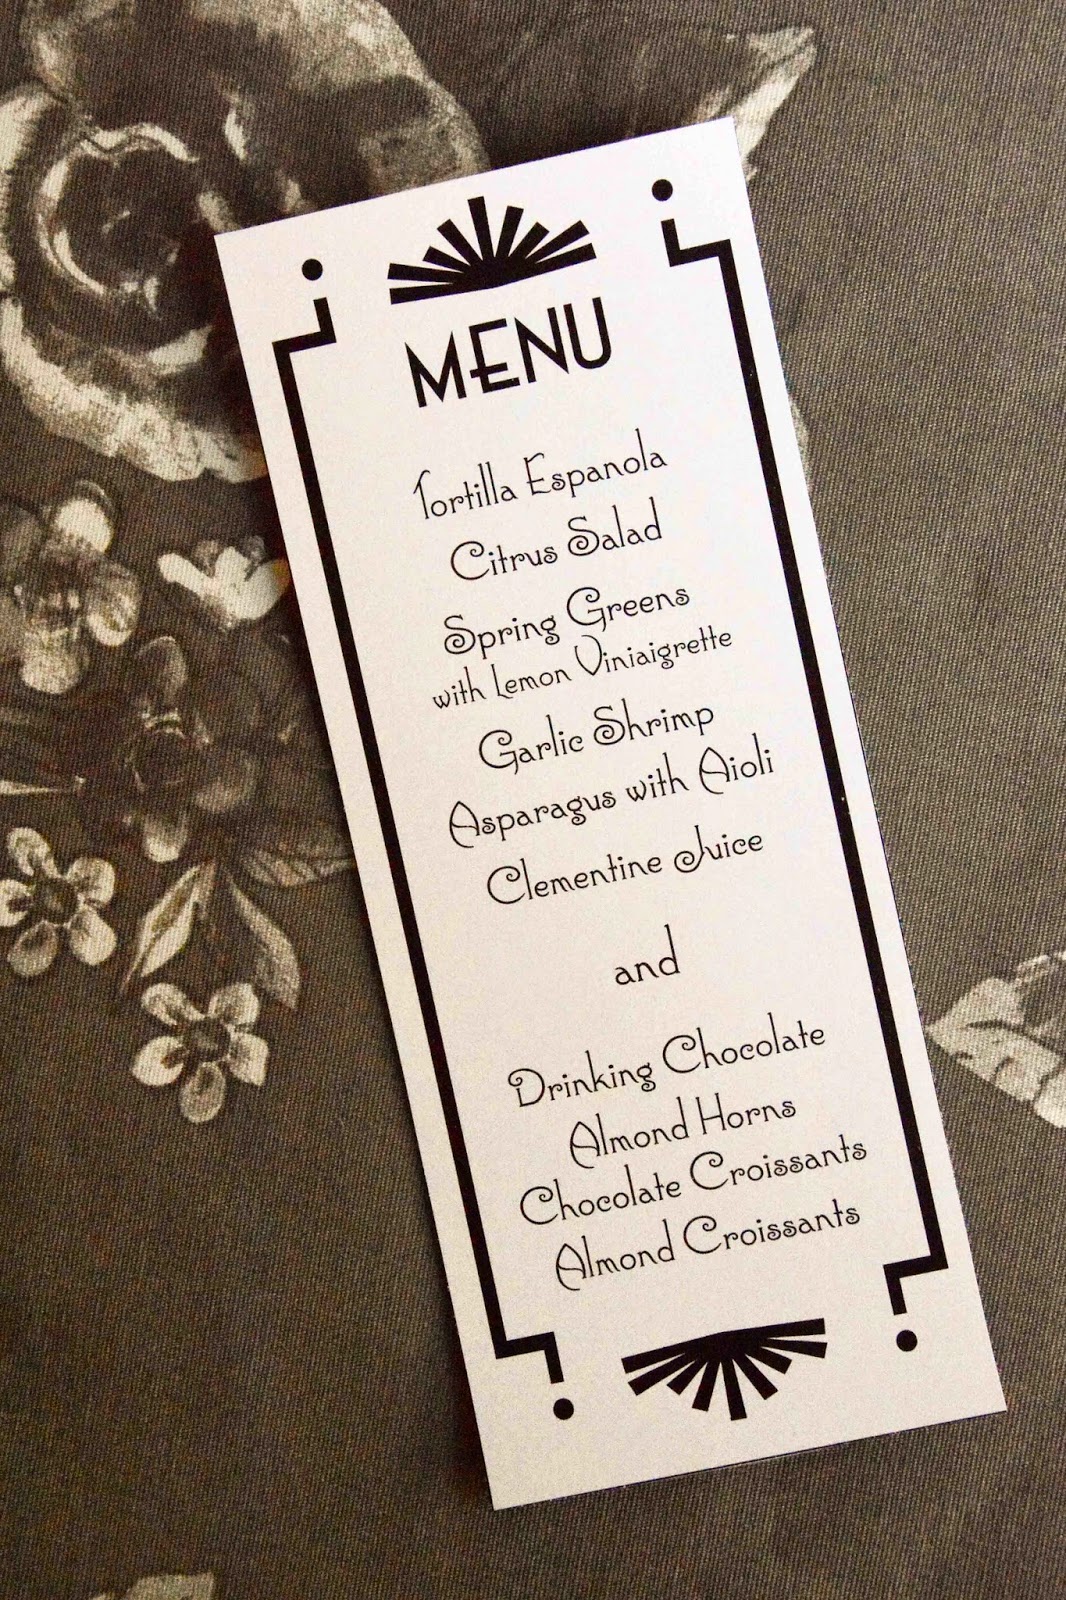 MENU
Tortilla Espanola
Citrus Salad
Spring Greens
with Lemon Viniaigrette
Garlic Shrimp
Asparagus with Aioli
Clementine Juice
and
Drinking Chocolate
Almond Horns
Chocolate Croissants
Almond Croissants